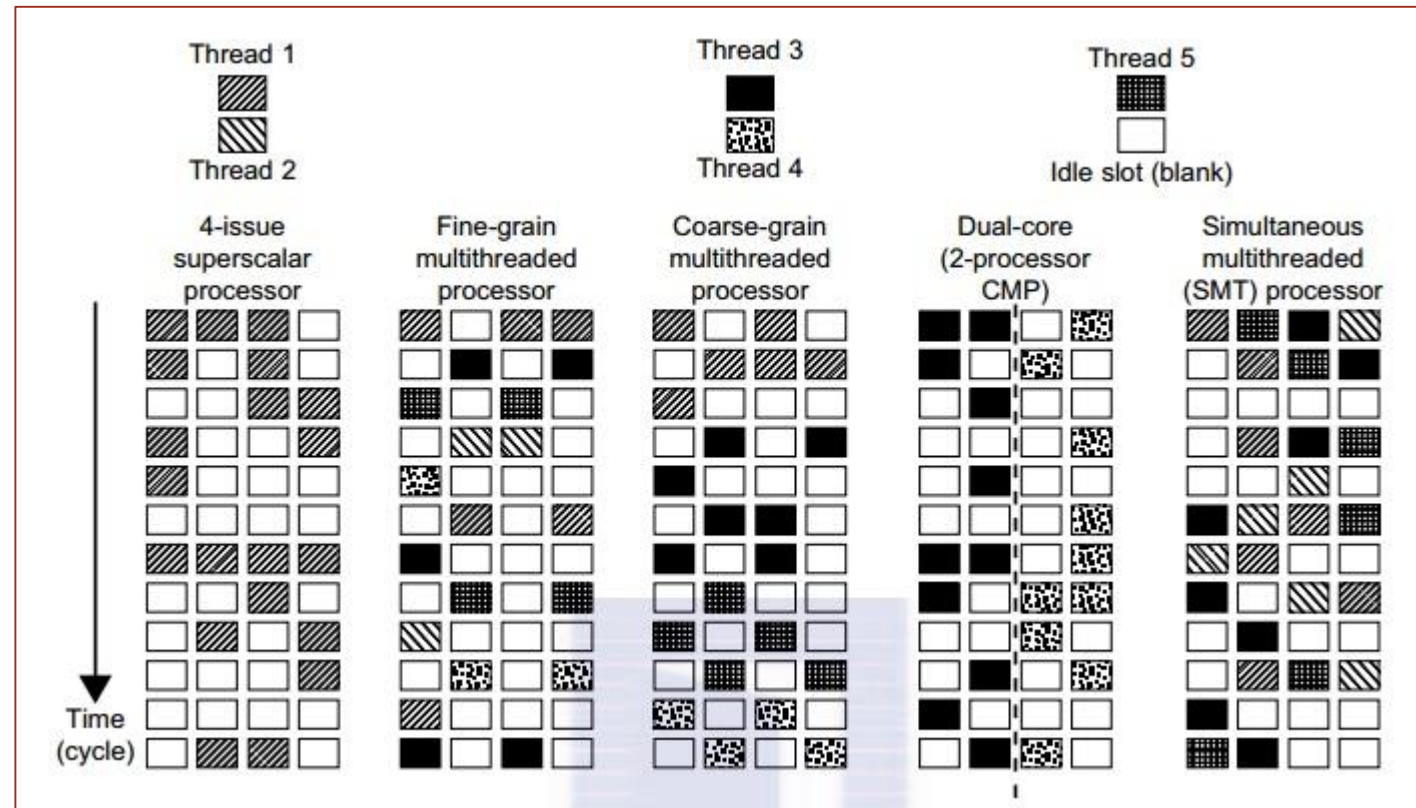 Thread 1
Thread 2
Thread 3
Thread 4
Thread 5
Idle slot (blank)
4-issue
superscalar
processor
Fine-grain
multithreaded
processor
Coarse-grain
multithreaded
processor
Dual-core
(2-processor
CMP)
Simultaneous
multithreaded
(SMT) processor
Time
(cycle)